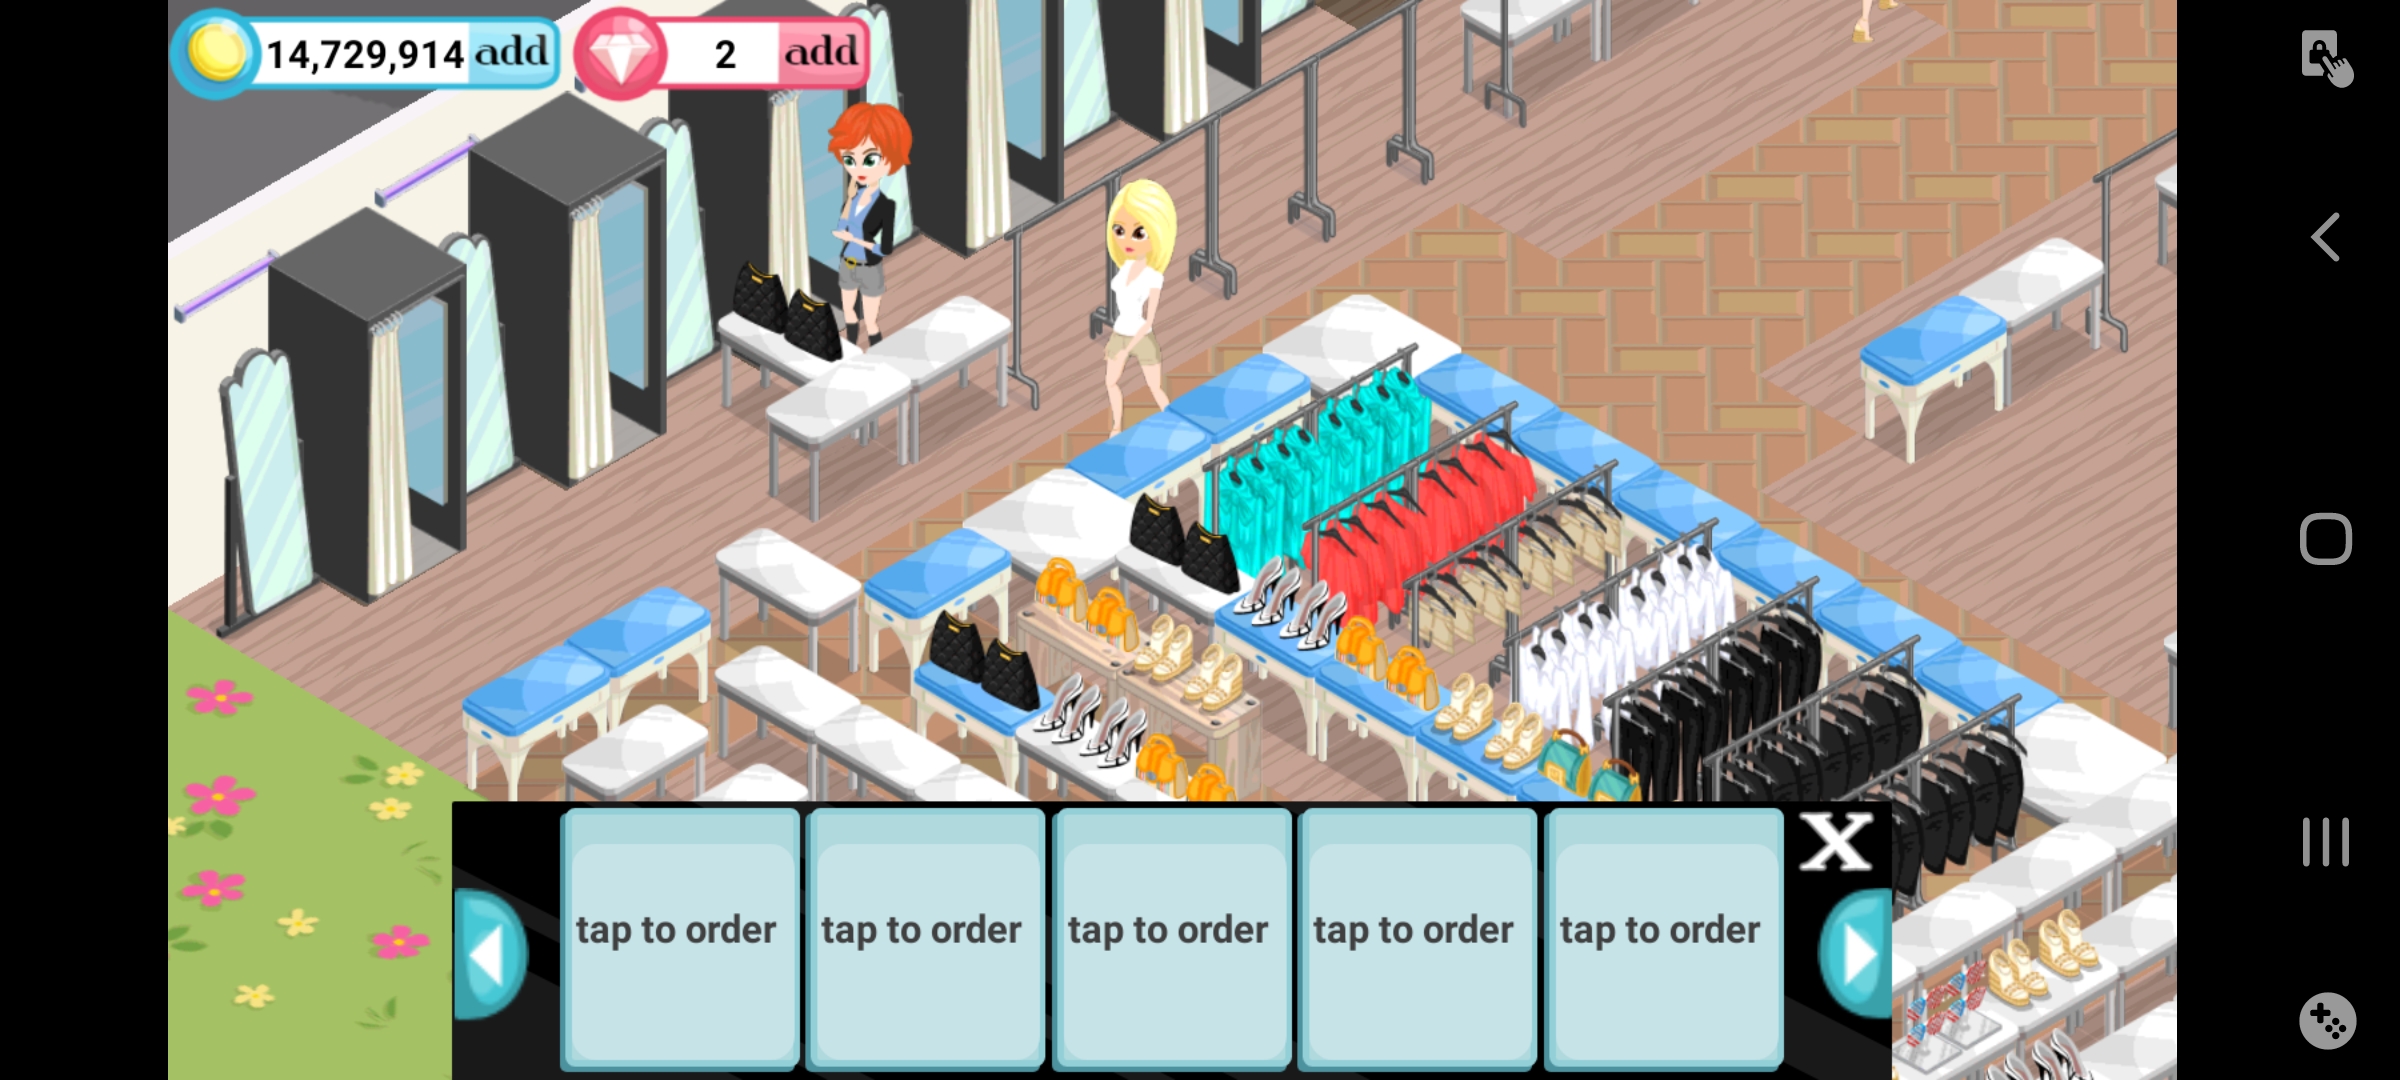 14,729,914 add 2 add
X
tap to order tap to order tap to order tap to order tap to order